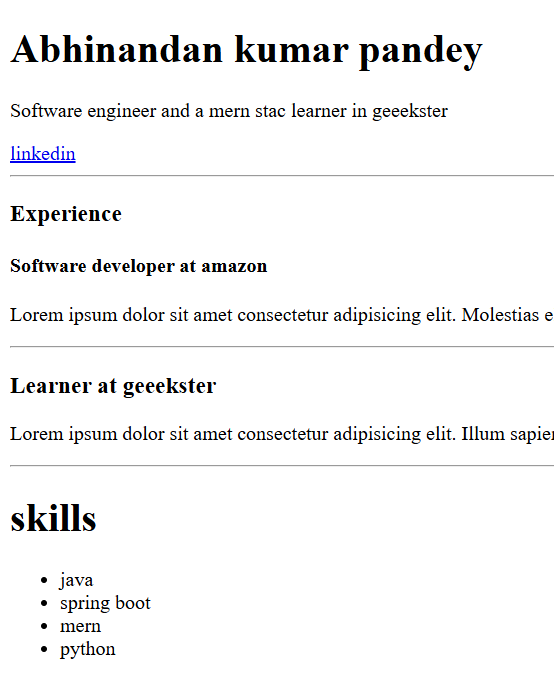 Abhinandan kumar pandey
Software engineer and a mern stac learner in geeekster
linkedin
Experience
Software developer at amazon
Lorem ipsum dolor sit amet consectetur adipisicing elit. Molestias
Learner at geeekster
Lorem ipsum dolor sit amet consectetur adipisicing elit. Illum
skills
java
spring boot
mern
python